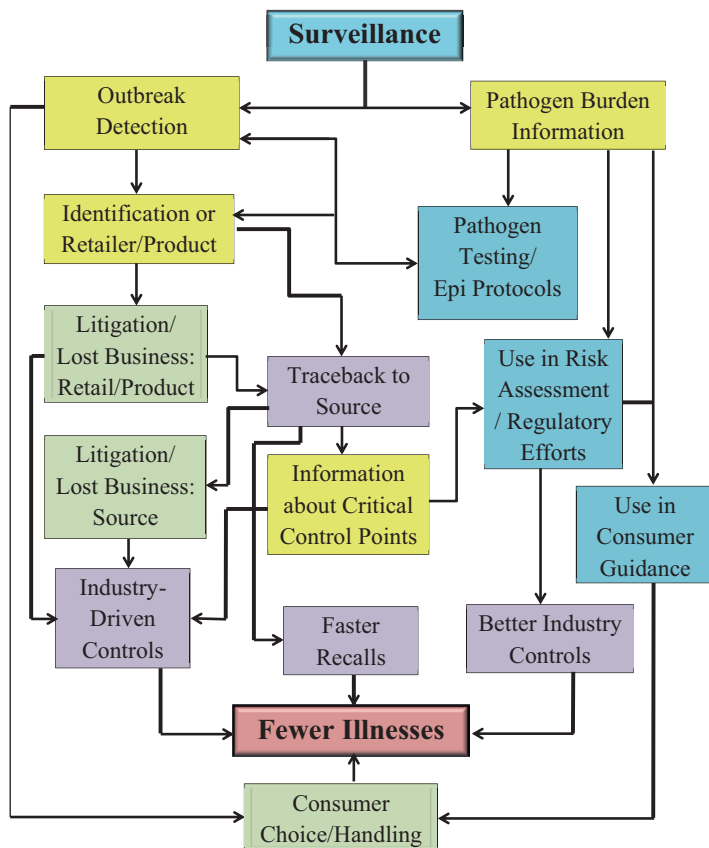 Surveillance
Outbreak
Detection
Pathogen Burden
Information
Identification or
Retailer/Product
Pathogen
Testing/
Epi Protocols
Litigation/
Lost Business:
Retail/Product
Traceback to
Source
Use in Risk
Assessment
/ Regulatory
Efforts
Litigation/
Lost Business:
Source
Information
about Critical
Control Points
Use in
Consumer
Guidance
Industry-
Driven
Controls
Faster
Recalls
Better Industry
Controls
Fewer Illnesses
Consumer
Choice/Handling